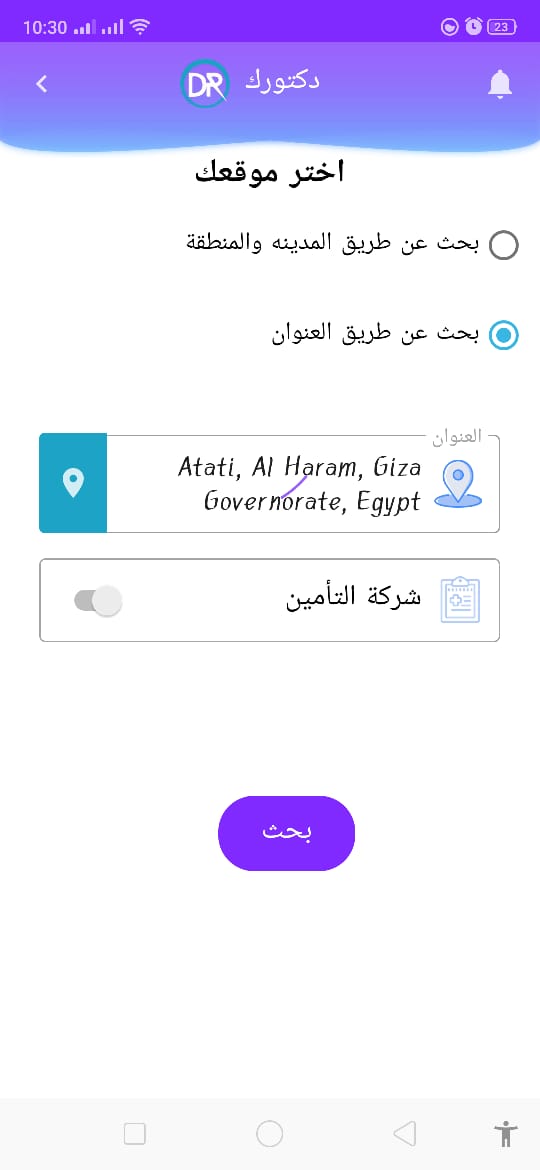 10:30
23
دكتورك DR
اختر موقعك
بحث عن طريق المدينه والمنطقة
بحث عن طريق العنوان
العنوان
Atati, Al Haram, Giza
Governorate, Egypt
شركة التأمين
بحث